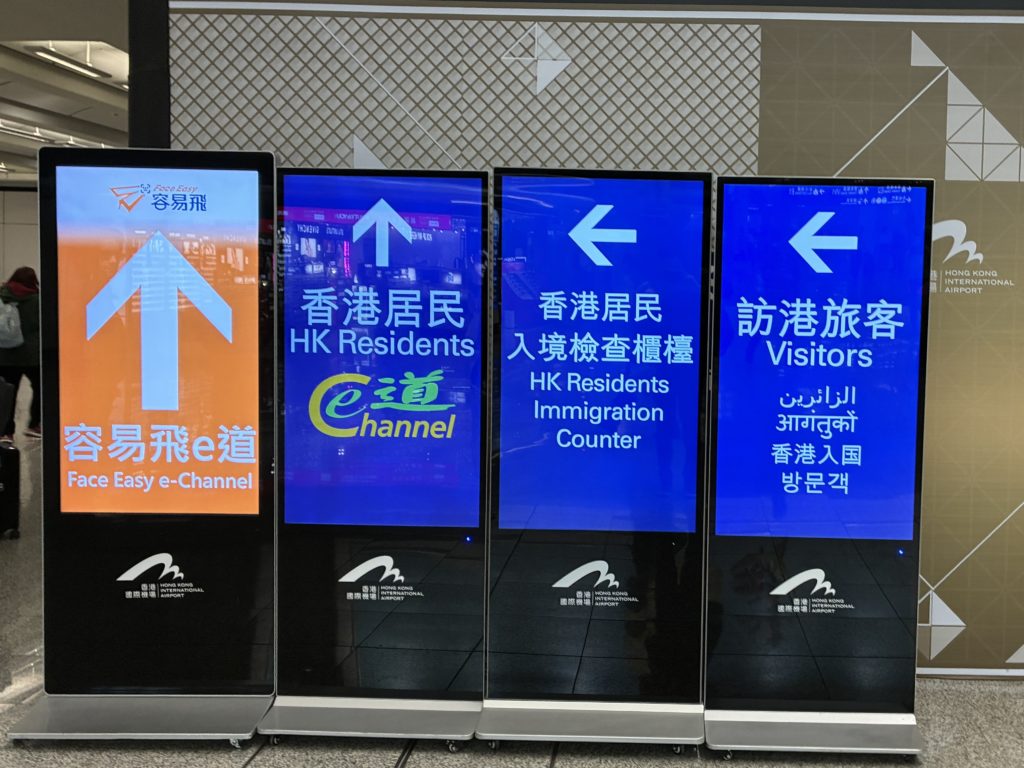 Face Easy
容易飛
容易飛e道
Face Easy e-Channel
香港
國際機場
HONG KONG
INTERNATIONAL
AIRPORT
香港居民
HK Residents
e道
Channel
香港
國際機場
HONG KONG
INTERNATIONAL
AIRPORT
香港居民
入境檢查櫃檯
HK Residents
Immigration
Counter
香港
國際機場
HONG KONG
INTERNATIONAL
AIRPORT
訪港旅客
Visitors
الزائرين
आगंतुकों
香港入国
방문객
香港
國際機場
HONG KONG
INTERNATIONAL
AIRPORT
HONG KONG
INTERNATIONAL
AIRPORT